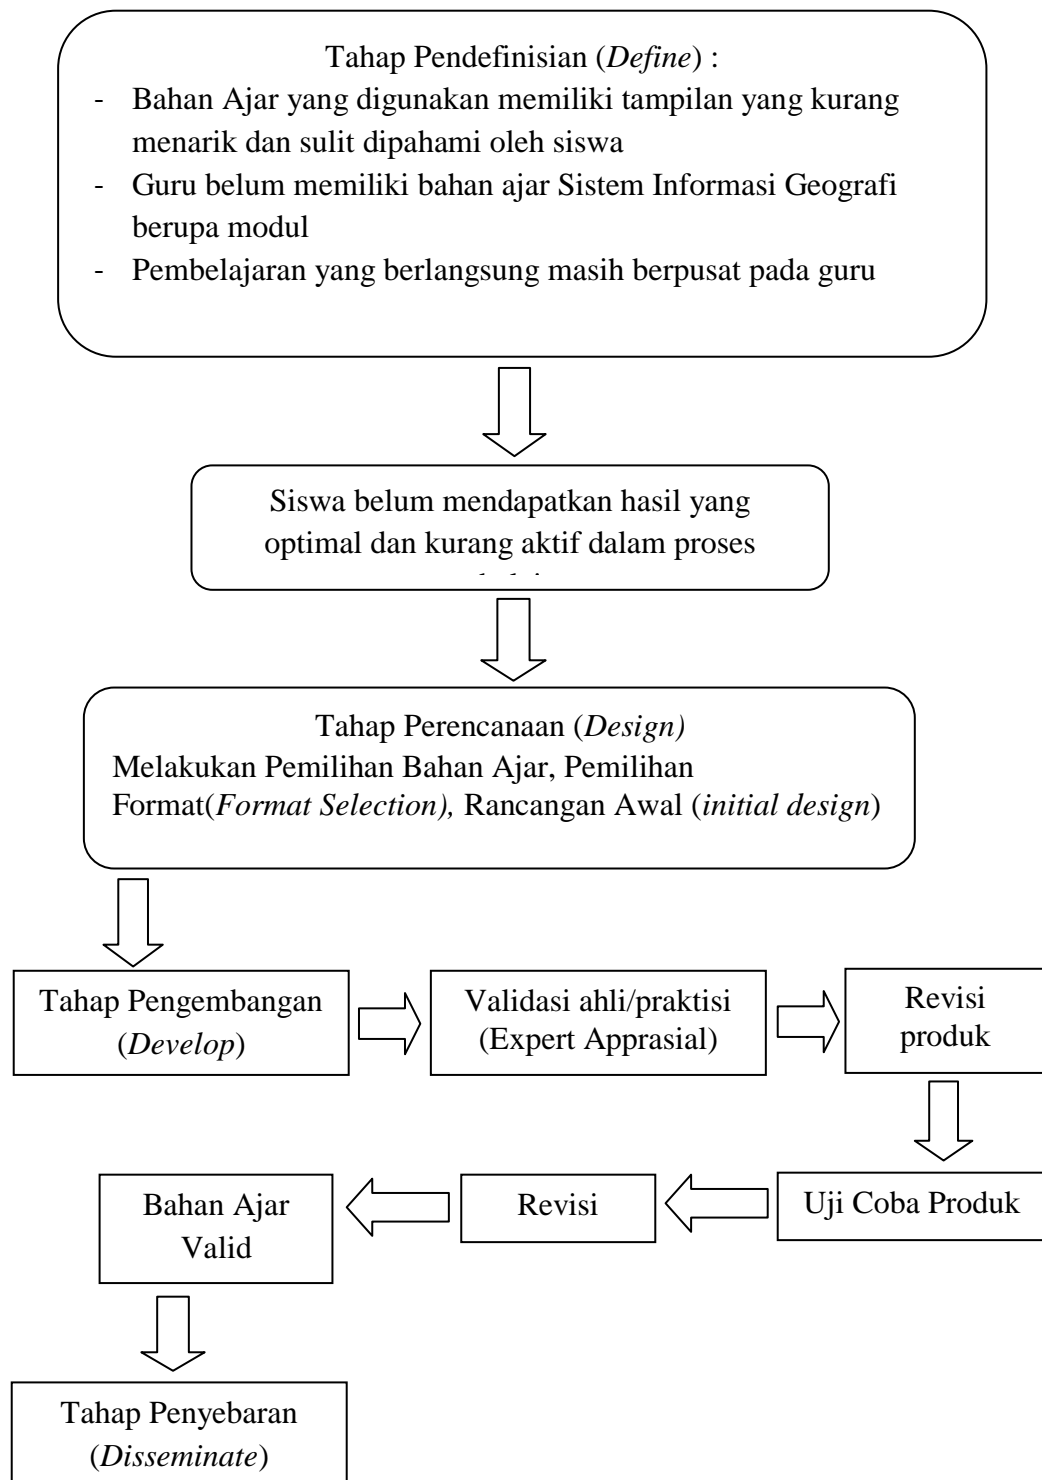 Tahap Pendefinisian (Define) :
- Bahan Ajar yang digunakan memiliki tampilan yang kurang
menarik dan sulit dipahami oleh siswa
- Guru belum memiliki bahan ajar Sistem Informasi Geografi
berupa modul
- Pembelajaran yang berlangsung masih berpusat pada guru
Siswa belum mendapatkan hasil yang
optimal dan kurang aktif dalam proses
Tahap Perencanaan (Design)
Melakukan Pemilihan Bahan Ajar, Pemilihan
Format(Format Selection), Rancangan Awal (initial design)
Tahap Pengembangan
(Develop)
Validasi ahli/praktisi
(Expert Apprasial)
Revisi
produk
Uji Coba Produk
Revisi
Bahan Ajar
Valid
Tahap Penyebaran
(Disseminate)